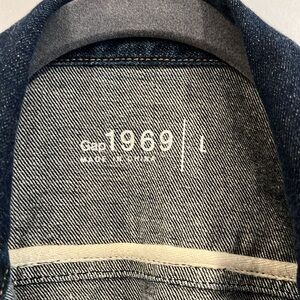 Gap 1969 | L
MADE IN CHINA